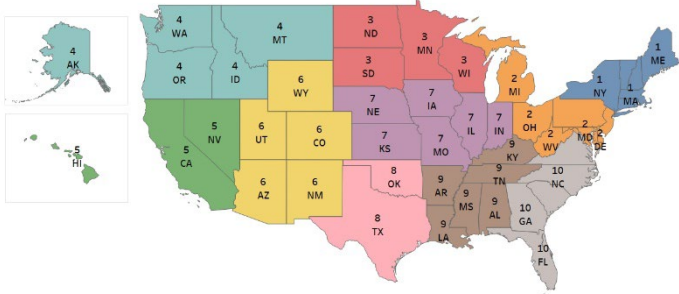 4
AK
5
HI
4
WA
4
OR
4
ID
4
MT
3
ND
3
SD
3
MN
3
WI
6
WY
6
UT
6
CO
6
AZ
6
NM
5
NV
5
CA
7
NE
7
KS
7
IA
7
MO
7
IL
7
IN
8
OK
8
TX
9
AR
9
LA
9
MS
9
AL
9
TN
9
KY
10
NC
10
GA
10
FL
2
MI
2
OH
2
WV
2
MD
2
DE
1
NY
1
MA
1
ME